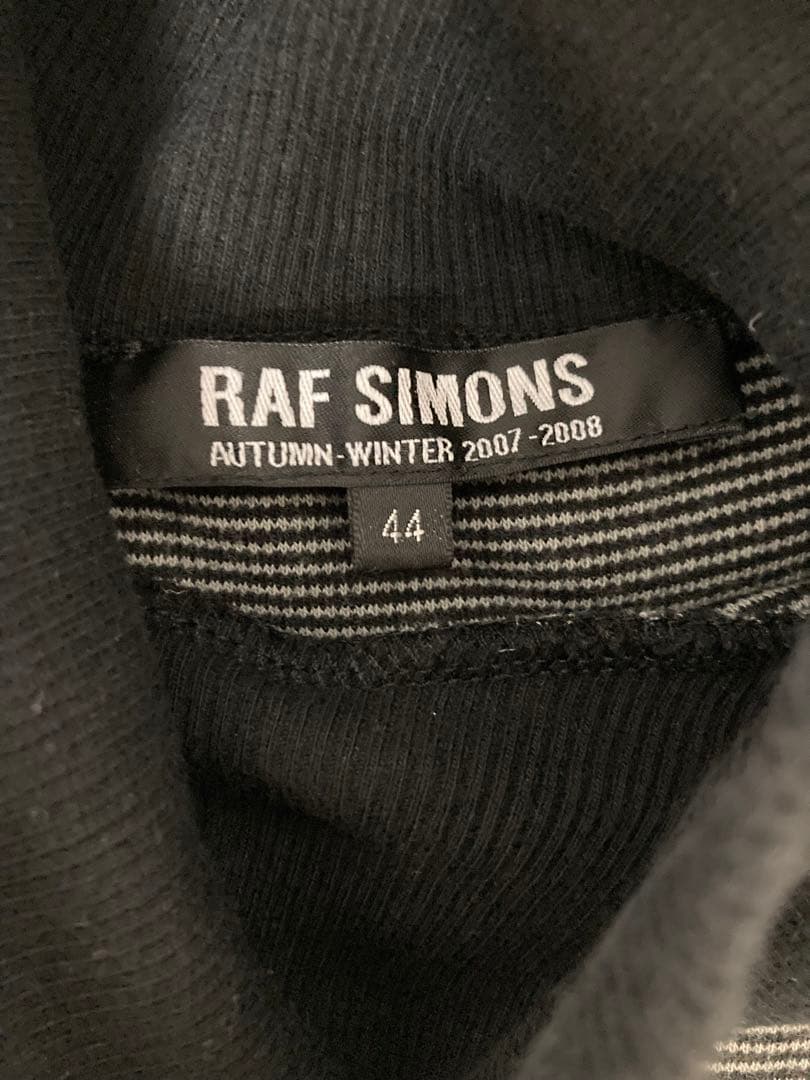 RAF SIMONS
AUTUMN-WINTER 2007-2008
44